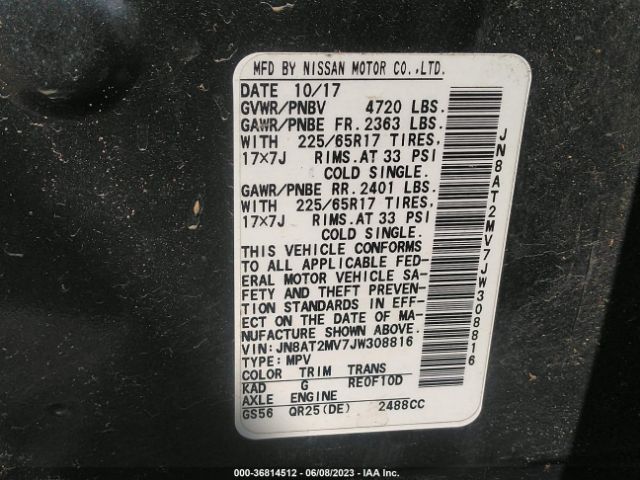 MFD BY NISSAN MOTOR CO.,LTD.
DATE 10/17
GVWR/PNBV 4720 LBS.
GAWR/PNBE FR. 2363 LBS.
WITH 225/65R17 TIRES,
17×7J RIMS.AT 33 PSI
COLD SINGLE.
GAWR/PNBE RR. 2401 LBS.
WITH 225/65R17 TIRES,
17×7J RIMS.AT 33 PSI
COLD SINGLE.
THIS VEHICLE CONFORMS
TO ALL APPLICABLE FED-
ERAL MOTOR VEHICLE SA-
FETY AND THEFT PREVEN-
TION STANDARDS IN EFF-
ECT ON THE DATE OF MA-
NUFACTURE SHOWN ABOVE.
VIN:JN8AT2MV7JW308816
TYPE:MPV
COLOR TRIM TRANS
KAD G RE0F10D
AXLE ENGINE
GS56 QR25(DE) 2488CC
JN8AT2MV7JW308816
000-36814512 - 06/08/2023 - IAA Inc.